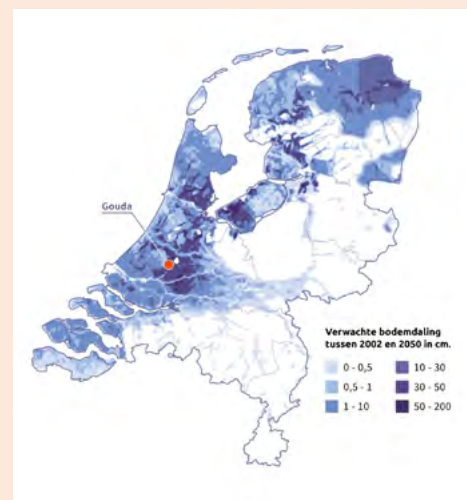 Gouda
Verwachte bodemdaling
tussen 2002 en 2050 in cm.
0 - 0,5
10 - 30
0,5 - 1
30 - 50
1 - 10
50 - 200